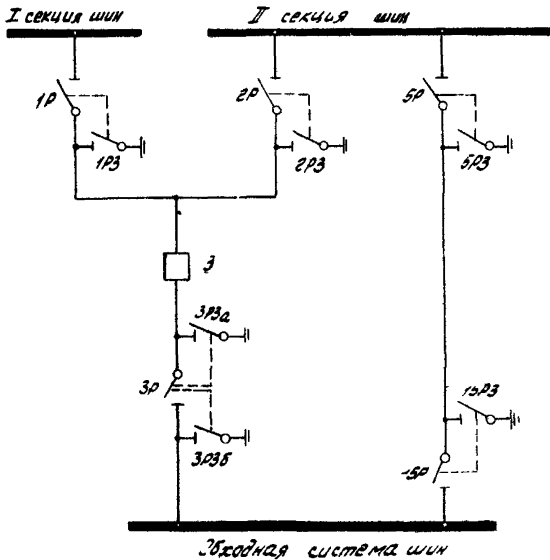 I секция шин
II секция шин
1Р
2Р
5Р
1РЗ
2РЗ
5РЗ
3
3РЗа
3Р
15РЗ
3РЗб
15Р
Обходная система шин